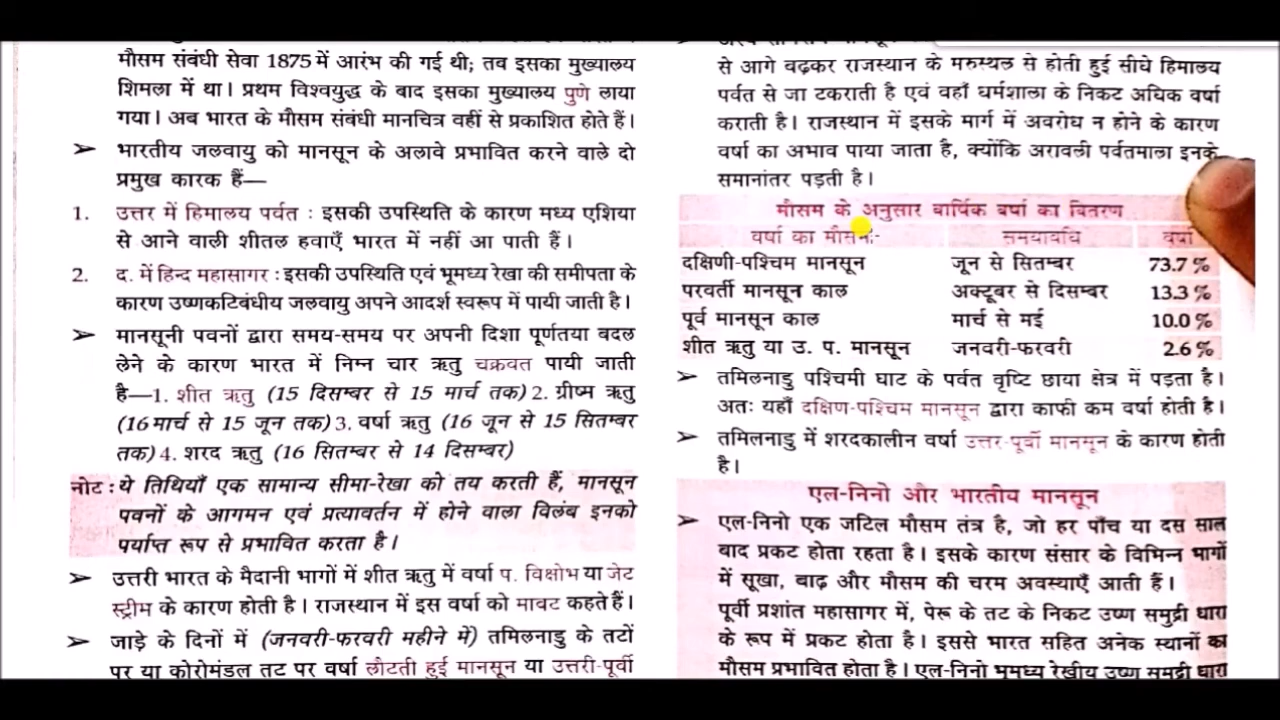 मौसम संबंधी सेवा 1875 में आरंभ की गई थी; तब इसका मुख्यालय
शिमला में था। प्रथम विश्वयुद्ध के बाद इसका मुख्यालय पुणे लाया
गया। अब भारत के मौसम संबंधी मानचित्र वहीं से प्रकाशित होते हैं।
➤ भारतीय जलवायु को मानसून के अलावे प्रभावित करने वाले दो
प्रमुख कारक हैं—
1. उत्तर में हिमालय पर्वत : इसकी उपस्थिति के कारण मध्य एशिया
से आने वाली शीतल हवाएँ भारत में नहीं आ पाती हैं।
2. द. में हिन्द महासागर : इसकी उपस्थिति एवं भूमध्य रेखा की समीपता के
कारण उष्णकटिबंधीय जलवायु अपने आदर्श स्वरूप में पायी जाती है।
➤ मानसूनी पवनों द्वारा समय-समय पर अपनी दिशा पूर्णतया बदल
लेने के कारण भारत में निम्न चार ऋतु चक्रवत पायी जाती
है—1. शीत ऋतु (15 दिसम्बर से 15 मार्च तक) 2. ग्रीष्म ऋतु
(16 मार्च से 15 जून तक) 3. वर्षा ऋतु (16 जून से 15 सितम्बर
तक) 4. शरद ऋतु (16 सितम्बर से 14 दिसम्बर)
नोट : ये तिथियाँ एक सामान्य सीमा-रेखा को तय करती हैं, मानसून
पवनों के आगमन एवं प्रत्यावर्तन में होने वाला विलंब इनको
पर्याप्त रूप से प्रभावित करता है।
➤ उत्तरी भारत के मैदानी भागों में शीत ऋतु में वर्षा प. विक्षोभ या जेट
स्ट्रीम के कारण होती है। राजस्थान में इस वर्षा को मावट कहते हैं।
➤ जाड़े के दिनों में (जनवरी-फरवरी महीने में) तमिलनाडु के तटों
पर या कोरोमंडल तट पर वर्षा लौटती हुई मानसून या उत्तरी-पूर्वी
से आगे बढ़कर राजस्थान के मरुस्थल से होती हुई सीधे हिमालय
पर्वत से जा टकराती है एवं वहाँ धर्मशाला के निकट अधिक वर्षा
कराती है। राजस्थान में इसके मार्ग में अवरोध न होने के कारण
वर्षा का अभाव पाया जाता है, क्योंकि अरावली पर्वतमाला इनके
समानांतर पड़ती है।
मौसम के अनुसार वार्षिक वर्षा का वितरण
वर्षा का मौसम समयावधि वर्षा
दक्षिणी-पश्चिम मानसून जून से सितम्बर 73.7 %
परवर्ती मानसून काल अक्टूबर से दिसम्बर 13.3 %
पूर्व मानसून काल मार्च से मई 10.0 %
शीत ऋतु या उ. प. मानसून जनवरी-फरवरी 2.6 %
➤ तमिलनाडु पश्चिमी घाट के पर्वत वृष्टि छाया क्षेत्र में पड़ता है।
अतः यहाँ दक्षिण-पश्चिम मानसून द्वारा काफी कम वर्षा होती है।
➤ तमिलनाडु में शरदकालीन वर्षा उत्तर-पूर्वी मानसून के कारण होती
है।
एल-निनो और भारतीय मानसून
➤ एल-निनो एक जटिल मौसम तंत्र है, जो हर पाँच या दस साल
बाद प्रकट होता रहता है। इसके कारण संसार के विभिन्न भागों
में सूखा, बाढ़ और मौसम की चरम अवस्थाएँ आती हैं।
पूर्वी प्रशांत महासागर में, पेरू के तट के निकट उष्ण समुद्री धारा
के रूप में प्रकट होता है। इससे भारत सहित अनेक स्थानों का
मौसम प्रभावित होता है। एल-निनो भूमध्य रेखीय उष्ण समुद्री धारा